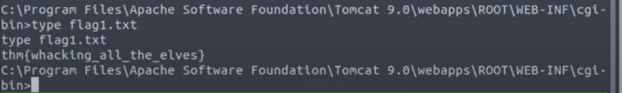 C:\Program Files\Apache Software Foundation\Tomcat 9.0\webapps\ROOT\WEB-INF\cgi-
bin>type flag1.txt
type flag1.txt
thm{whacking_all_the_elves}
C:\Program Files\Apache Software Foundation\Tomcat 9.0\webapps\ROOT\WEB-INF\cgi-
bin>